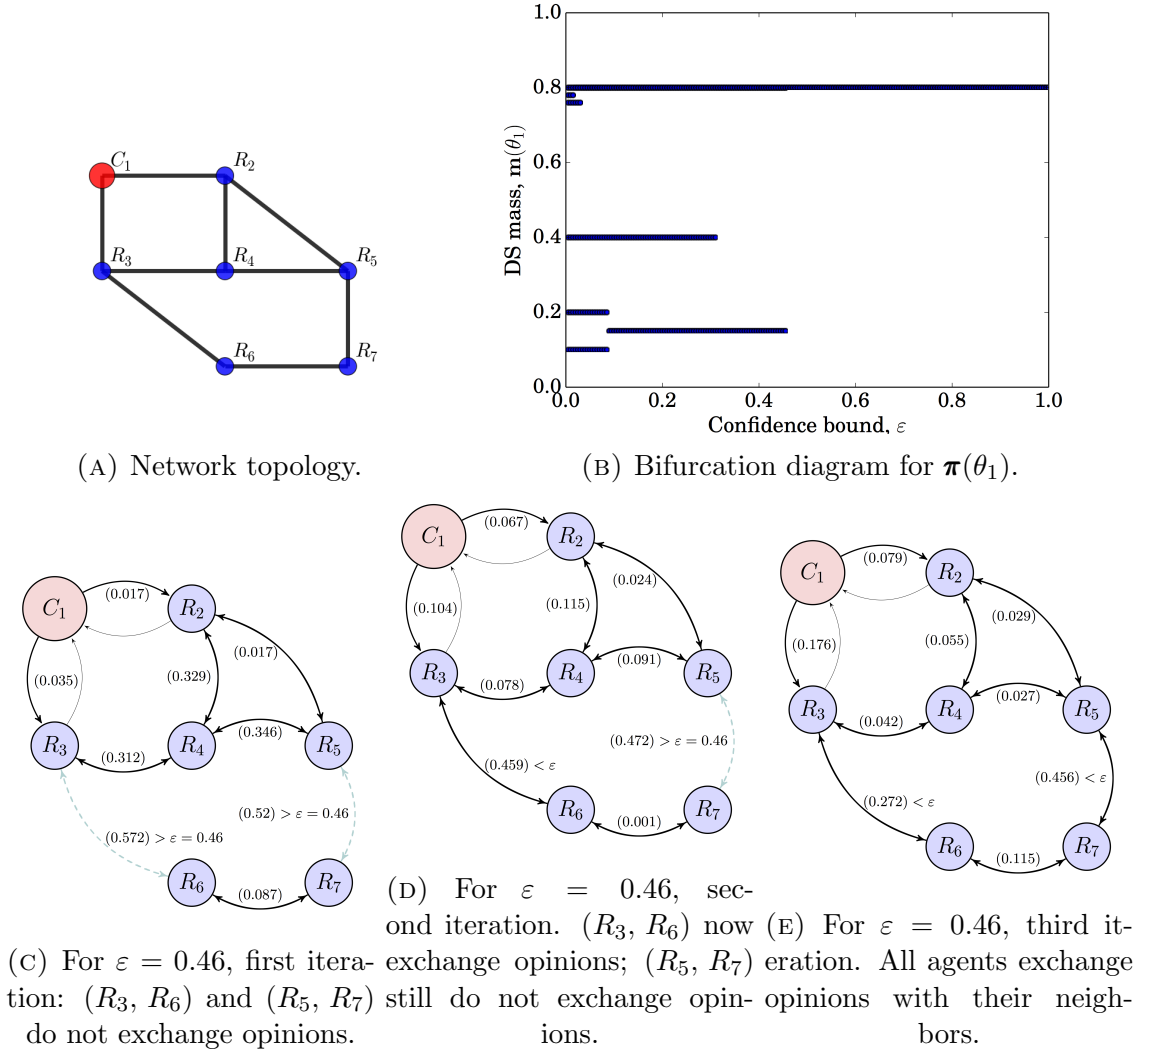 C₁
R₂
R₃
R₄
R₅
R₆
R₇
(A) Network topology.
DS mass, m(θ₁)
1.0
0.8
0.6
0.4
0.2
0.0
0.0 0.2 0.4 0.6 0.8 1.0
Confidence bound, ε
(B) Bifurcation diagram for π(θ₁).
C₁
(0.017)
R₂
(0.035)
(0.329)
(0.017)
R₃
(0.312)
R₄
(0.346)
R₅
(0.572) > ε = 0.46
(0.52) > ε = 0.46
R₆
(0.087)
R₇
(C) For ε = 0.46, first itera-
tion: (R₃, R₆) and (R₅, R₇)
do not exchange opinions.
C₁
(0.067)
R₂
(0.104)
(0.115)
(0.024)
R₃
(0.078)
R₄
(0.091)
R₅
(0.459) < ε
(0.472) > ε = 0.46
R₆
(0.001)
R₇
(D) For ε = 0.46, sec-
ond iteration. (R₃, R₆) now
exchange opinions; (R₅, R₇)
still do not exchange opin-
ions.
C₁
(0.079)
R₂
(0.176)
(0.055)
(0.029)
R₃
(0.042)
R₄
(0.027)
R₅
(0.272) < ε
(0.456) < ε
R₆
(0.115)
R₇
(E) For ε = 0.46, third it-
eration. All agents exchange
opinions with their neigh-
bors.